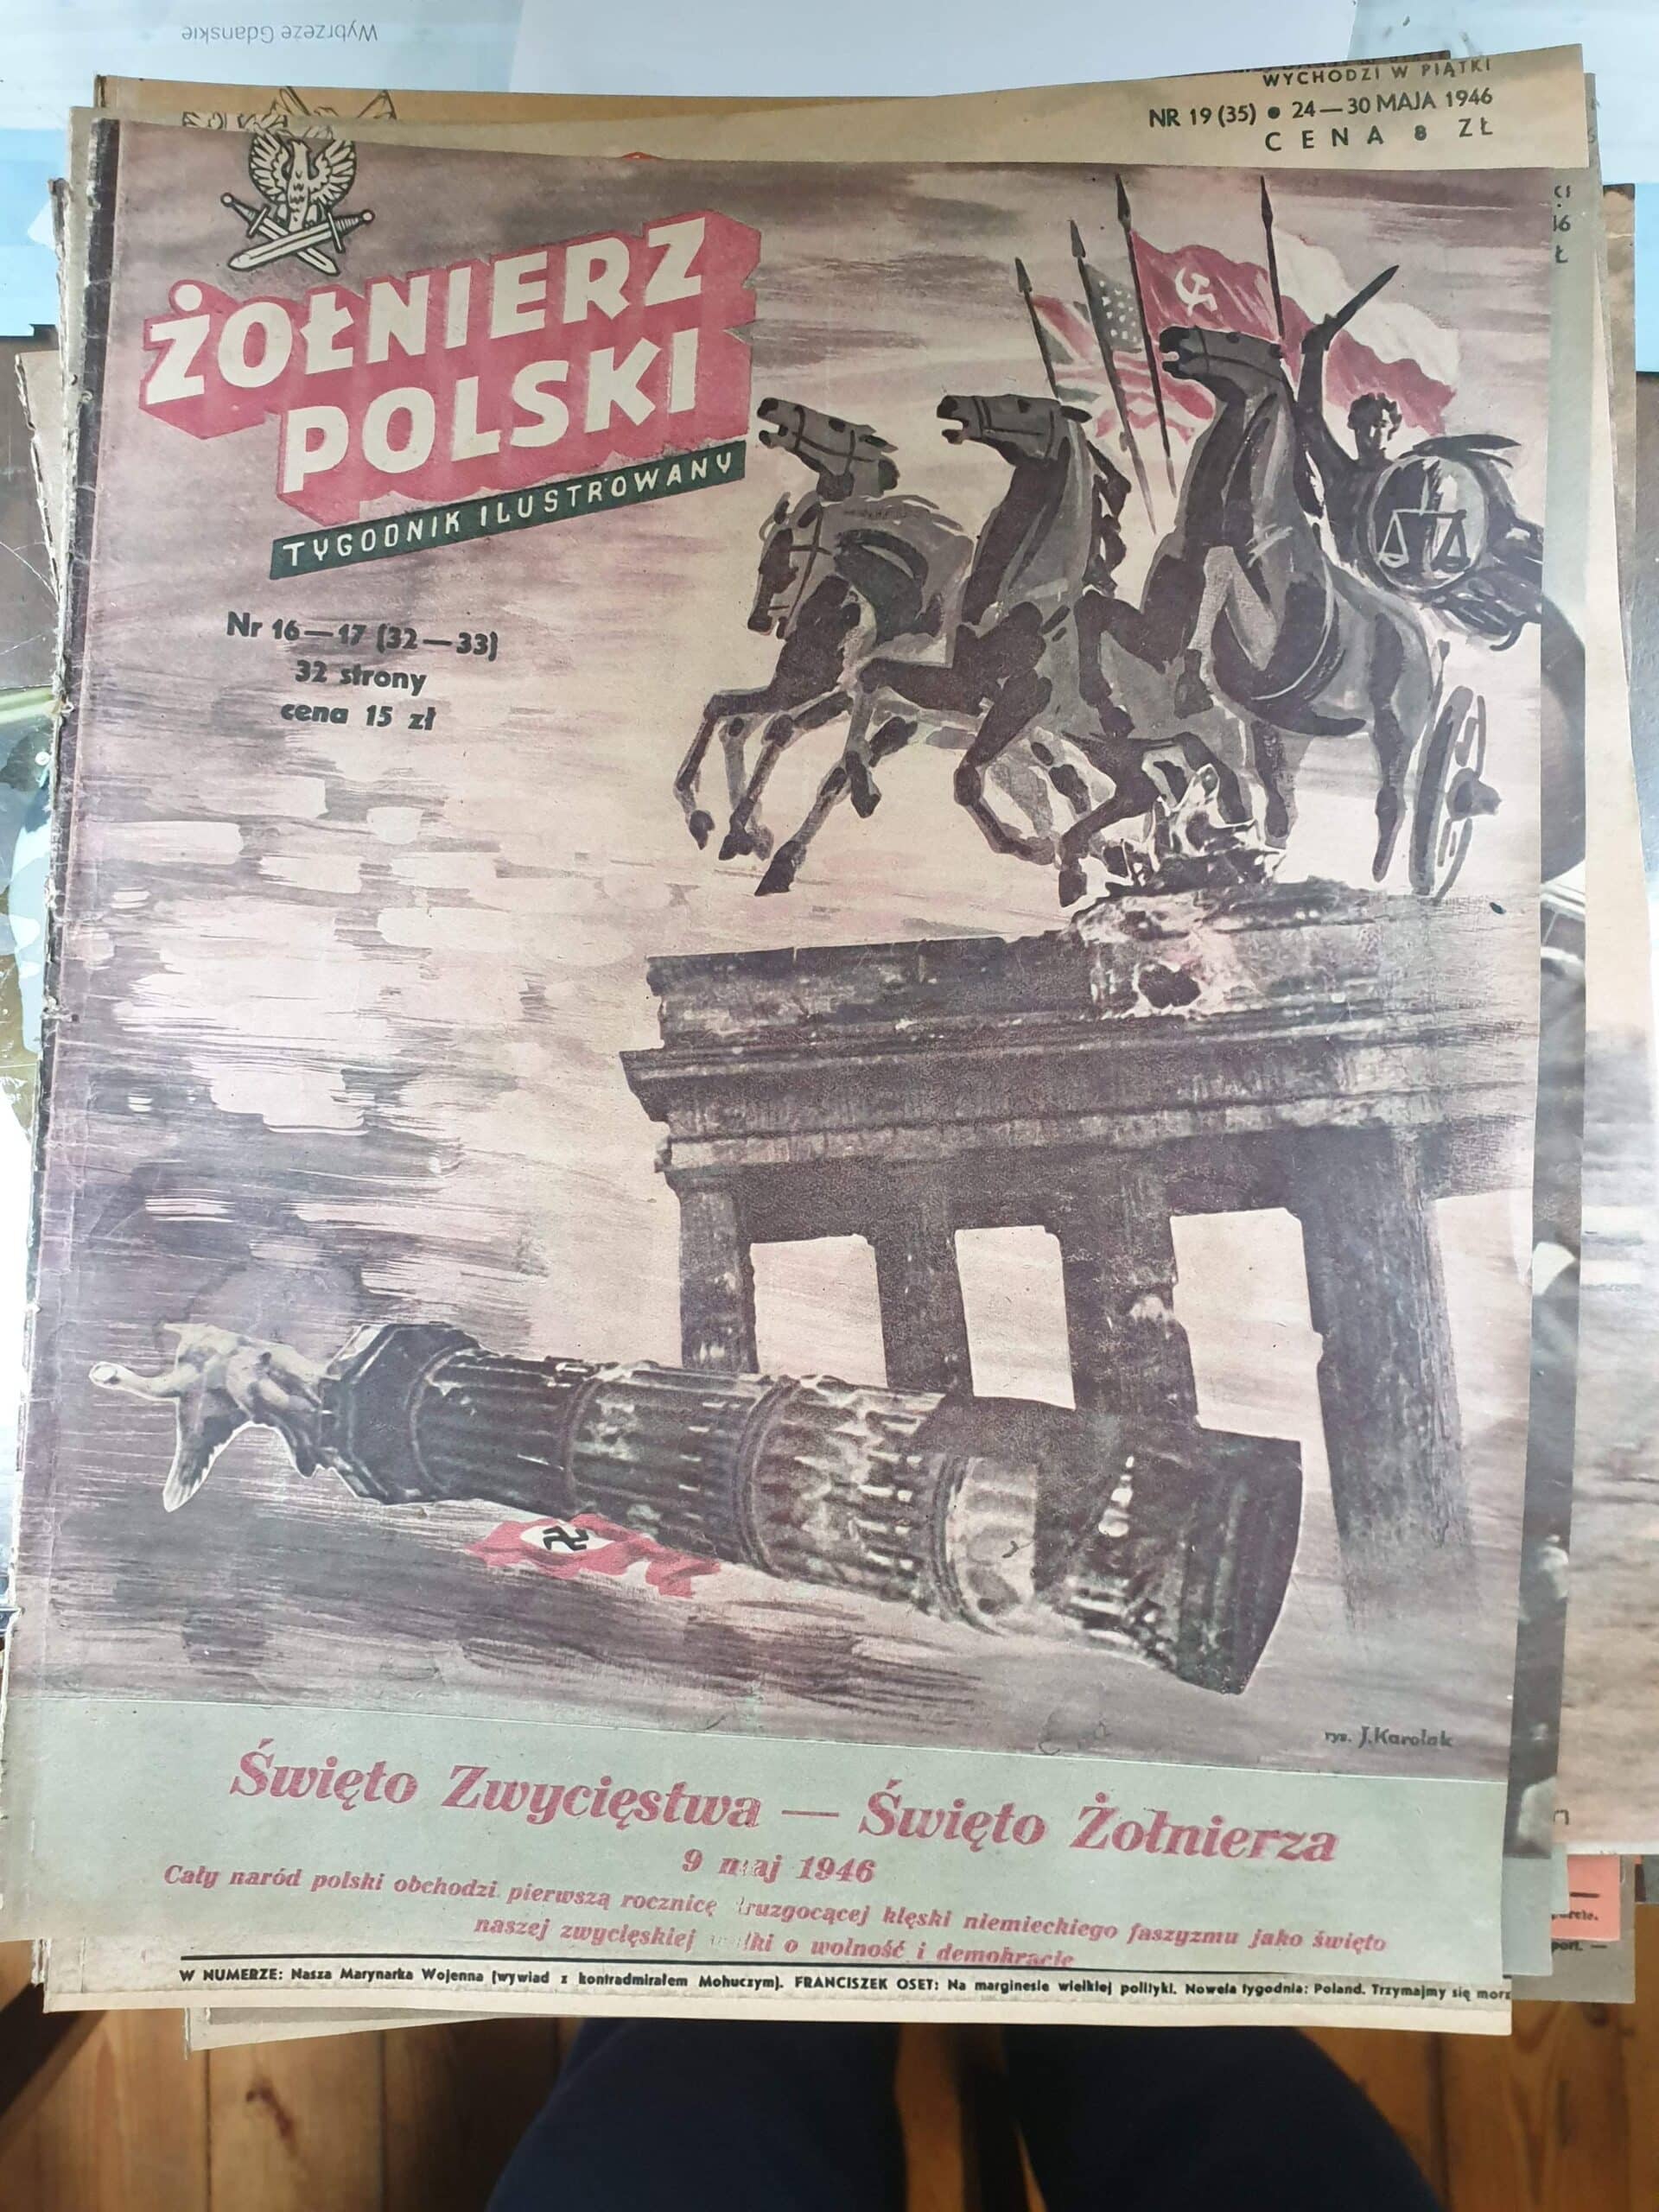 Wybrzeże Gdańskie
WYCHODZI W PIĄTKI
NR 19 (35) ● 24—30 MAJA 1946
CENA 8 ZŁ
ŻOŁNIERZ
POLSKI
TYGODNIK ILUSTROWANY
Nr 16—17 (32—33)
32 strony
cena 15 zł
rys. J. Karolak
Święto Zwycięstwa — Święto Żołnierza
9 maj 1946
Cały naród polski obchodzi pierwszą rocznicę druzgocącej klęski niemieckiego faszyzmu jako święto
naszej zwycięskiej walki o wolność i demokrację
W NUMERZE: Nasza Marynarka Wojenna (wywiad z kontradmirałem Mohuczym). FRANCISZEK OSET: Na marginesie wielkiej polityki. Nowela tygodnia: Poland. Trzymajmy się morz